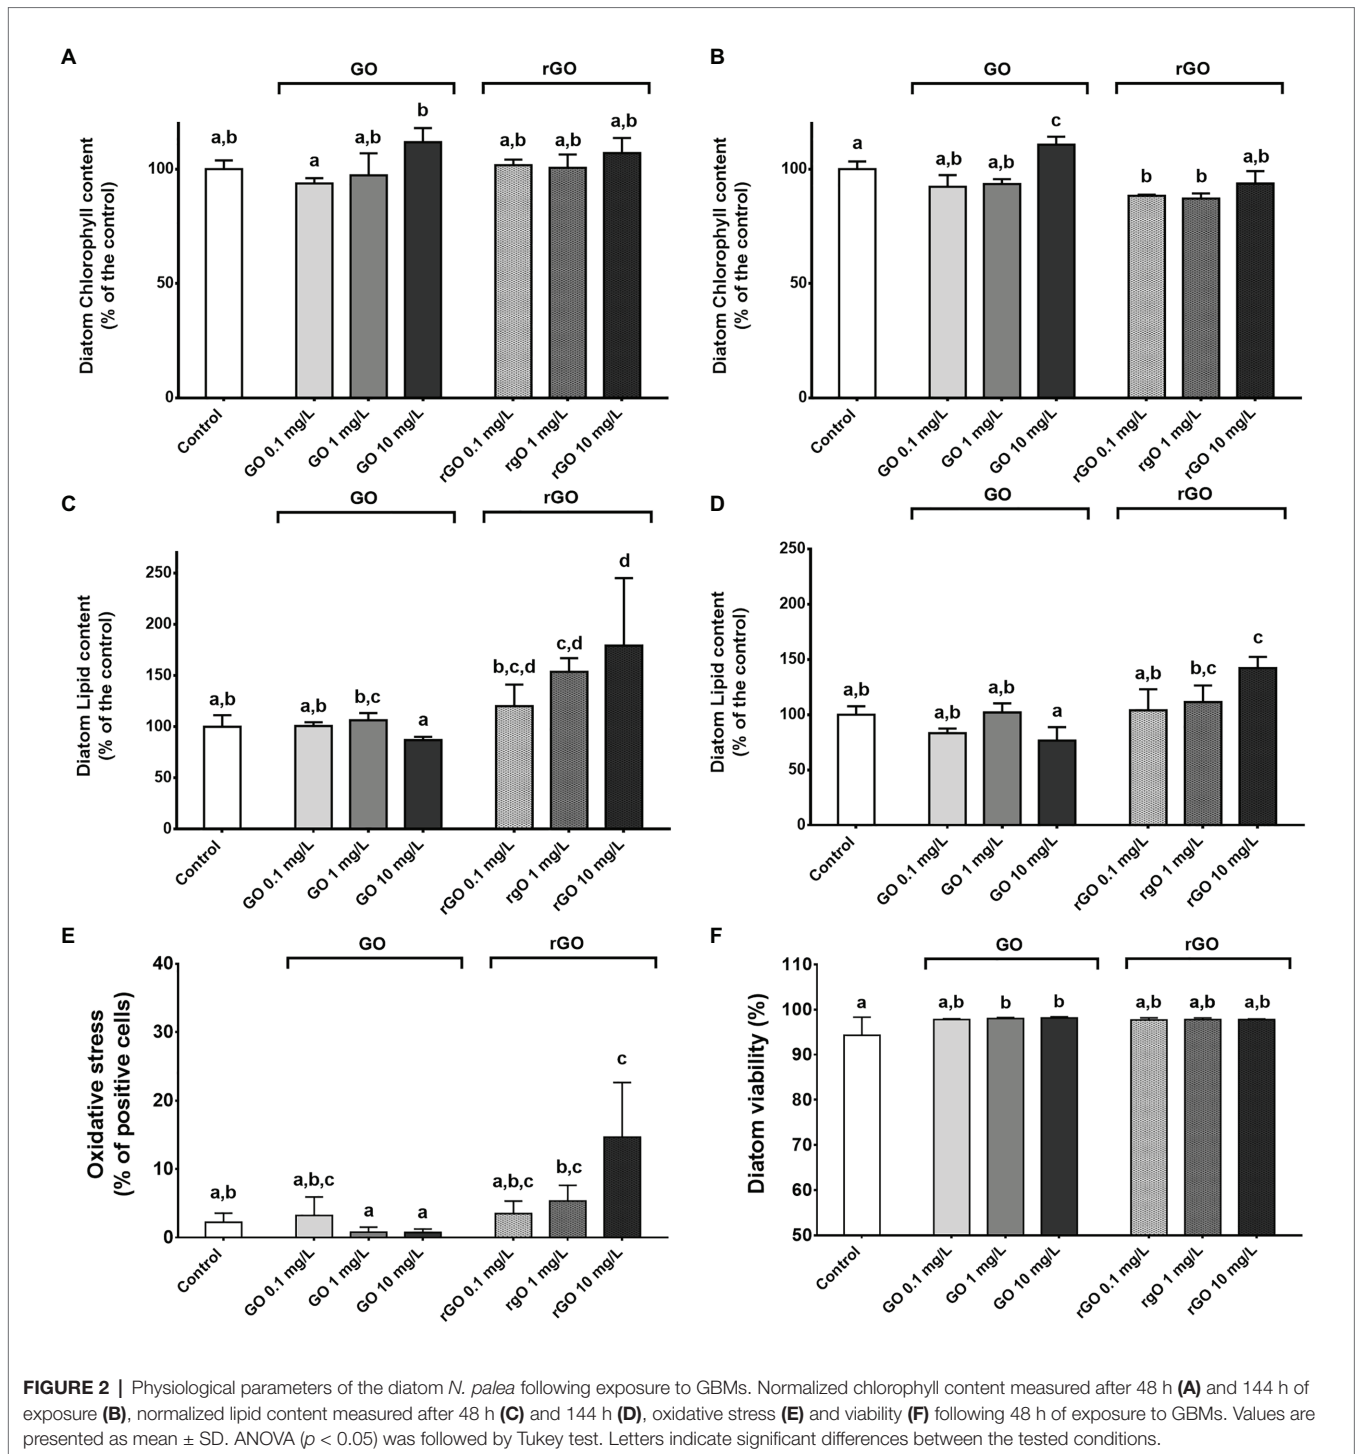 A
GO
rGO
Diatom Chlorophyll content
(% of the control)
100
50
0
a,b
a
a,b
b
a,b
a,b
a,b
Control
GO 0.1 mg/L
GO 1 mg/L
GO 10 mg/L
rGO 0.1 mg/L
rgO 1 mg/L
rGO 10 mg/L
B
GO
rGO
Diatom Chlorophyll content
(% of the control)
100
50
0
a
a,b
a,b
c
b
b
a,b
Control
GO 0.1 mg/L
GO 1 mg/L
GO 10 mg/L
rGO 0.1 mg/L
rgO 1 mg/L
rGO 10 mg/L
C
GO
rGO
Diatom Lipid content
(% of the control)
250
200
150
100
50
0
a,b
a,b
b,c
a
b,c,d
c,d
d
Control
GO 0.1 mg/L
GO 1 mg/L
GO 10 mg/L
rGO 0.1 mg/L
rgO 1 mg/L
rGO 10 mg/L
D
GO
rGO
Diatom Lipid content
(% of the control)
250
200
150
100
50
0
a,b
a,b
a,b
a
a,b
b,c
c
Control
GO 0.1 mg/L
GO 1 mg/L
GO 10 mg/L
rGO 0.1 mg/L
rgO 1 mg/L
rGO 10 mg/L
E
GO
rGO
Oxidative stress
(% of positive cells)
40
30
20
10
0
a,b
a,b,c
a
a
a,b,c
b,c
c
Control
GO 0.1 mg/L
GO 1 mg/L
GO 10 mg/L
rGO 0.1 mg/L
rgO 1 mg/L
rGO 10 mg/L
F
GO
rGO
Diatom viability (%)
110
100
90
80
70
60
50
a
a,b
b
b
a,b
a,b
a,b
Control
GO 0.1 mg/L
GO 1 mg/L
GO 10 mg/L
rGO 0.1 mg/L
rgO 1 mg/L
rGO 10 mg/L
FIGURE 2 | Physiological parameters of the diatom N. palea following exposure to GBMs. Normalized chlorophyll content measured after 48 h (A) and 144 h of
exposure (B), normalized lipid content measured after 48 h (C) and 144 h (D), oxidative stress (E) and viability (F) following 48 h of exposure to GBMs. Values are
presented as mean ± SD. ANOVA (p < 0.05) was followed by Tukey test. Letters indicate significant differences between the tested conditions.